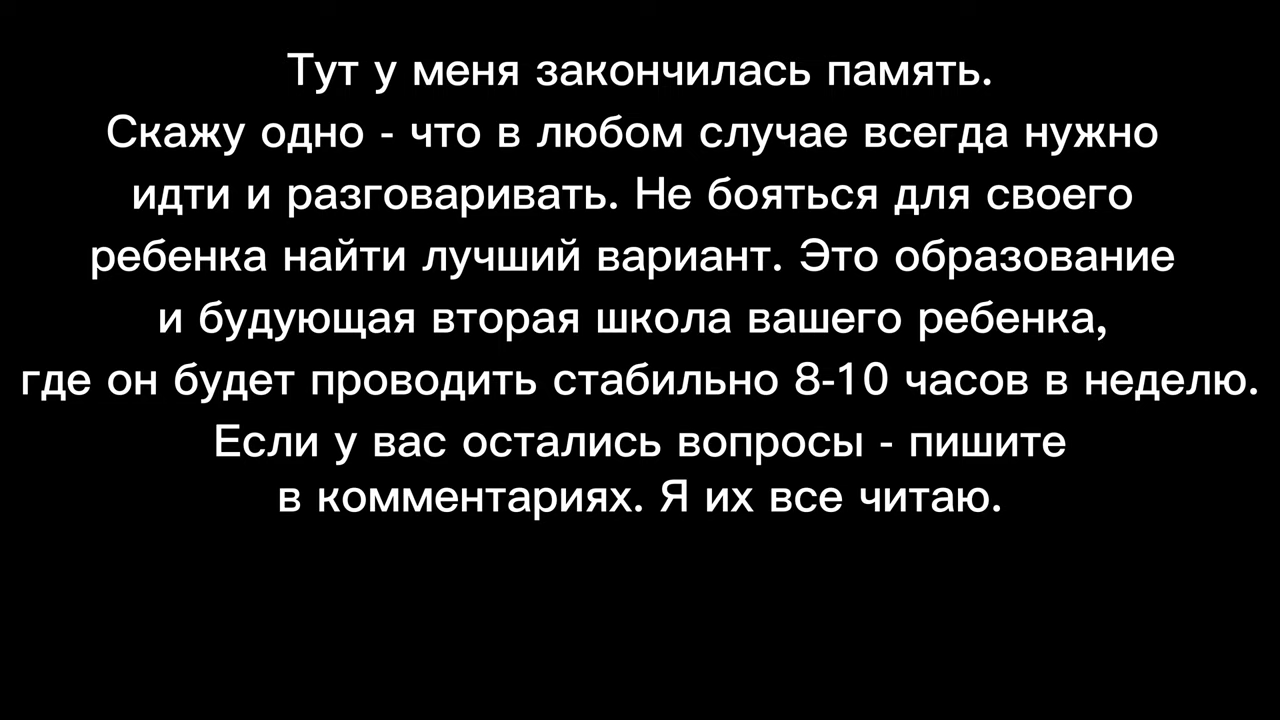 Тут у меня закончилась память.
Скажу одно - что в любом случае всегда нужно
идти и разговаривать. Не бояться для своего
ребенка найти лучший вариант. Это образование
и будующая вторая школа вашего ребенка,
где он будет проводить стабильно 8-10 часов в неделю.
Если у вас остались вопросы - пишите
в комментариях. Я их все читаю.